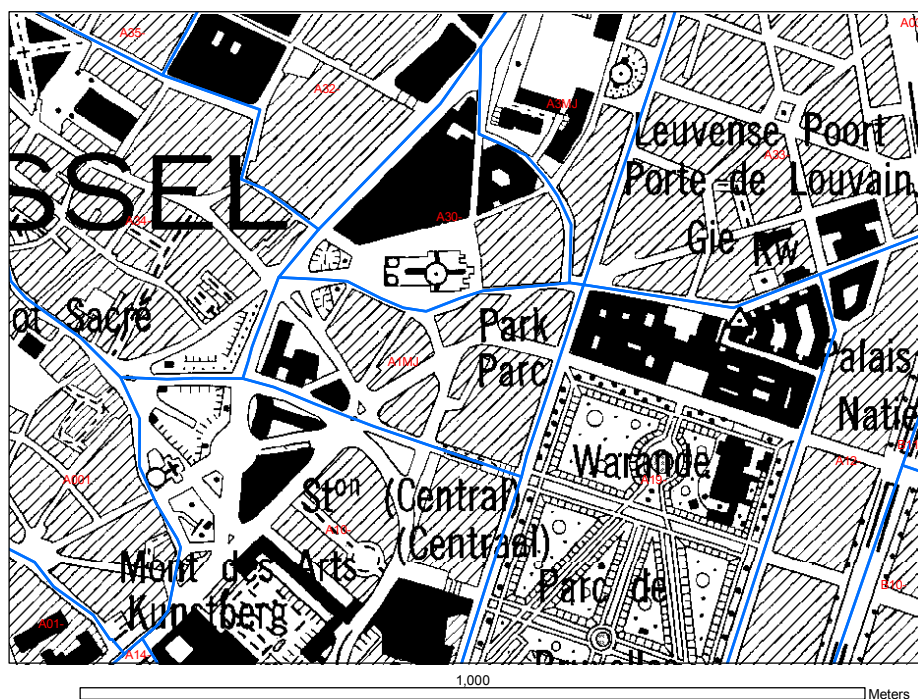 A35-
A32-
A3MJ
Leuvense Poort
A33-
Porte de Louvain
SSEL
A34-
A30-
Gie Rw
ot Sacré
Park
Parc
A1MJ
Palais
Natie
Warande
A19-
A12-
A001
Ston (Central)
A10-
(Centraal)
Mont des Arts
Kunstberg
Parc de
B10-
A01-
A14-
1,000
Meters